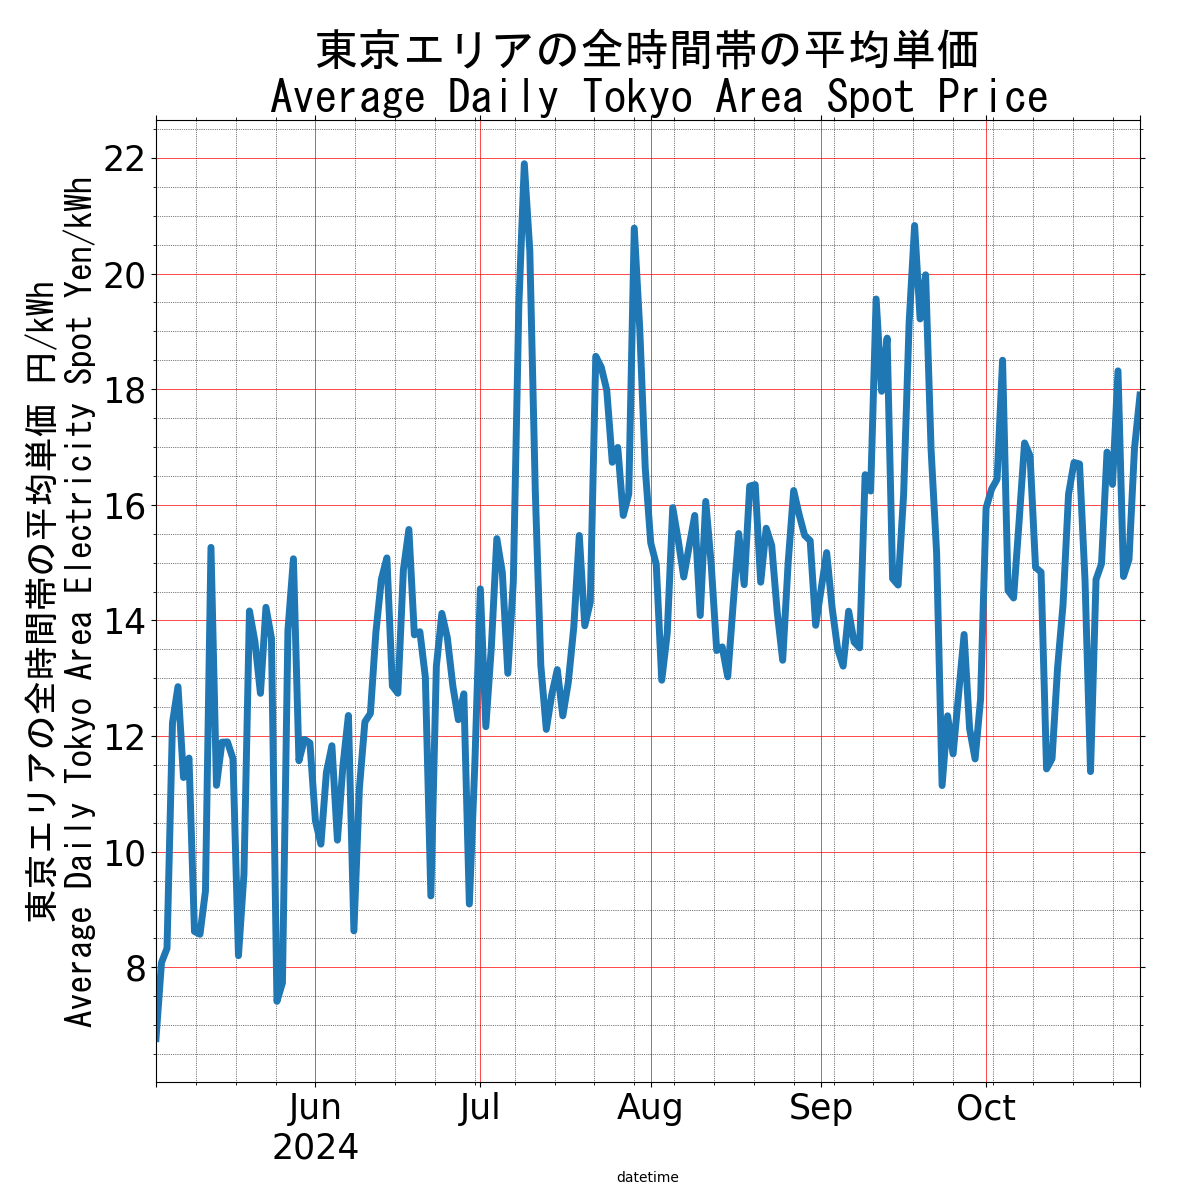 東京エリアの全時間帯の平均単価
Average Daily Tokyo Area Spot Price
東京エリアの全時間帯の平均単価 円/kWh
Average Daily Tokyo Area Electricity Spot Yen/kWh
22
20
18
16
14
12
10
8
Jun
2024
Jul
Aug
Sep
Oct
datetime